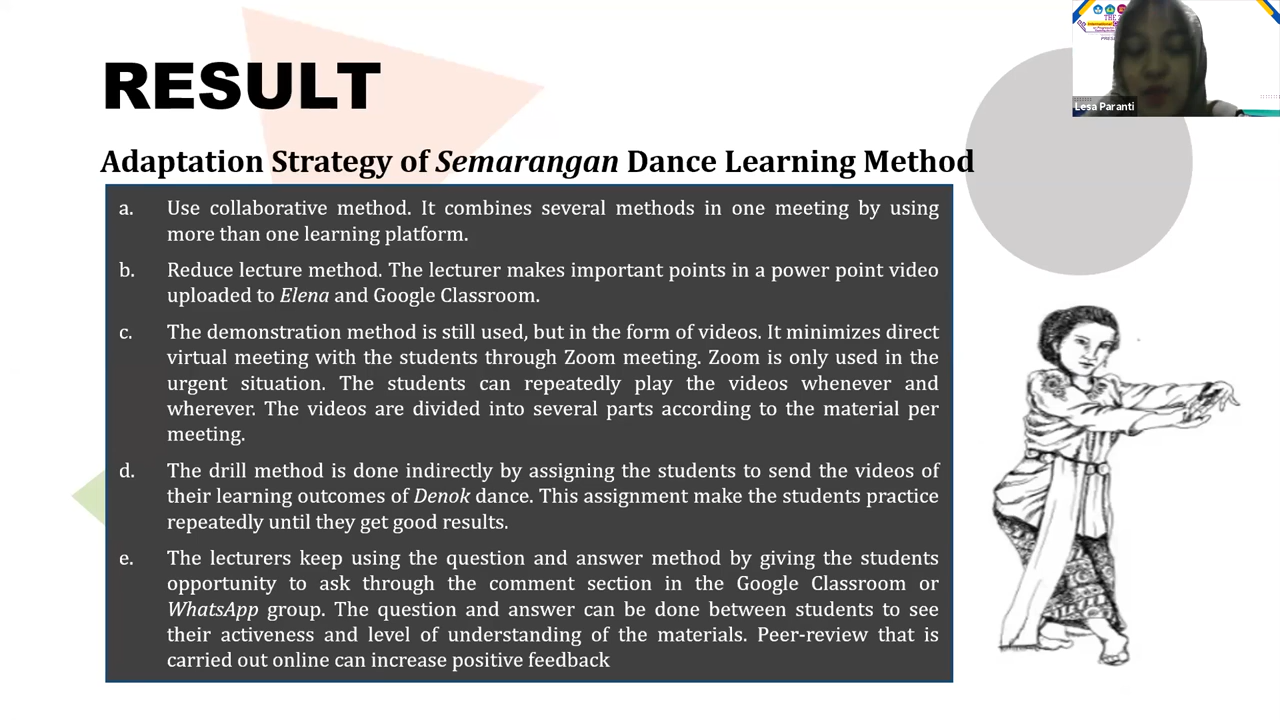 RESULT
Adaptation Strategy of Semarangan Dance Learning Method
a. Use collaborative method. It combines several methods in one meeting by using
more than one learning platform.
b. Reduce lecture method. The lecturer makes important points in a power point video
uploaded to Elena and Google Classroom.
c. The demonstration method is still used, but in the form of videos. It minimizes direct
virtual meeting with the students through Zoom meeting. Zoom is only used in the
urgent situation. The students can repeatedly play the videos whenever and
wherever. The videos are divided into several parts according to the material per
meeting.
d. The drill method is done indirectly by assigning the students to send the videos of
their learning outcomes of Denok dance. This assignment make the students practice
repeatedly until they get good results.
e. The lecturers keep using the question and answer method by giving the students
opportunity to ask through the comment section in the Google Classroom or
WhatsApp group. The question and answer can be done between students to see
their activeness and level of understanding of the materials. Peer-review that is
carried out online can increase positive feedback
Lesa Paranti